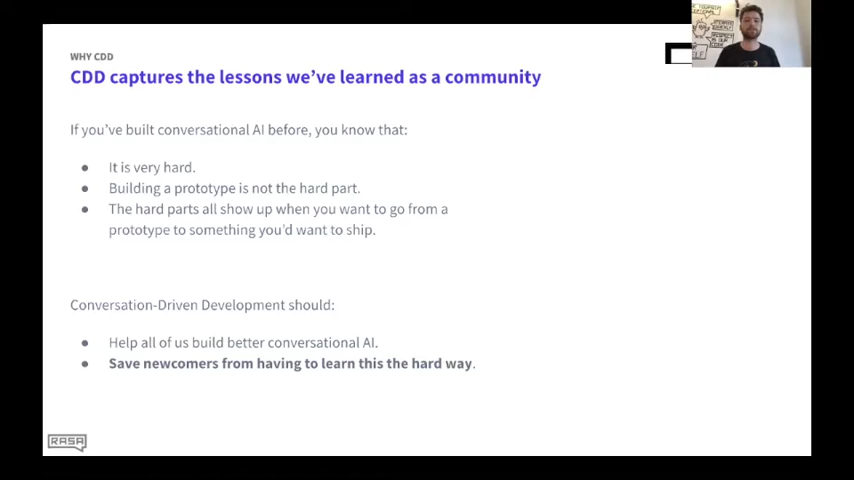 WHY CDD
CDD captures the lessons we've learned as a community
If you've built conversational AI before, you know that:
● It is very hard.
● Building a prototype is not the hard part.
● The hard parts all show up when you want to go from a
prototype to something you'd want to ship.
Conversation-Driven Development should:
● Help all of us build better conversational AI.
● Save newcomers from having to learn this the hard way.
RASA